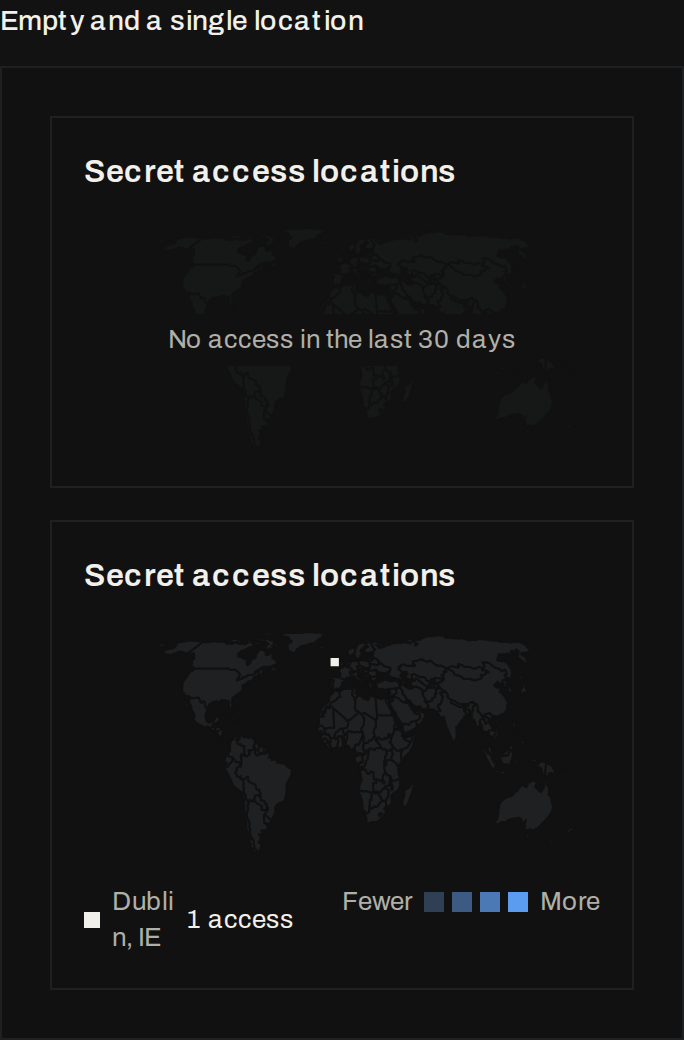 Empty and a single location
Secret access locations
No access in the last 30 days
Secret access locations
Dubli
n, IE
1 access
Fewer
More